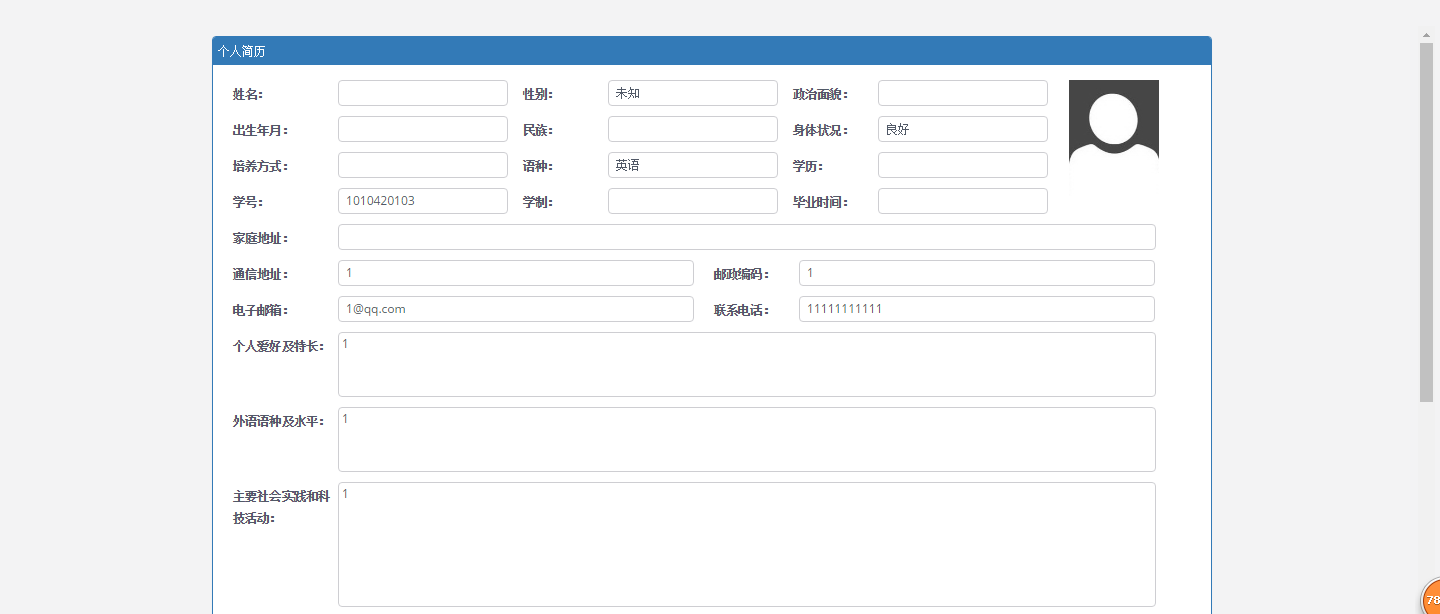 个人简历
姓名: 性别: 未知 政治面貌:
出生年月: 民族: 身体状况: 良好
培养方式: 语种: 英语 学历:
学号: 1010420103 学制: 毕业时间:
家庭地址:
通信地址: 1 邮政编码: 1
电子邮箱: 1@qq.com 联系电话: 11111111111
个人爱好及特长: 1
外语语种及水平: 1
主要社会实践和科 1
技活动:
78